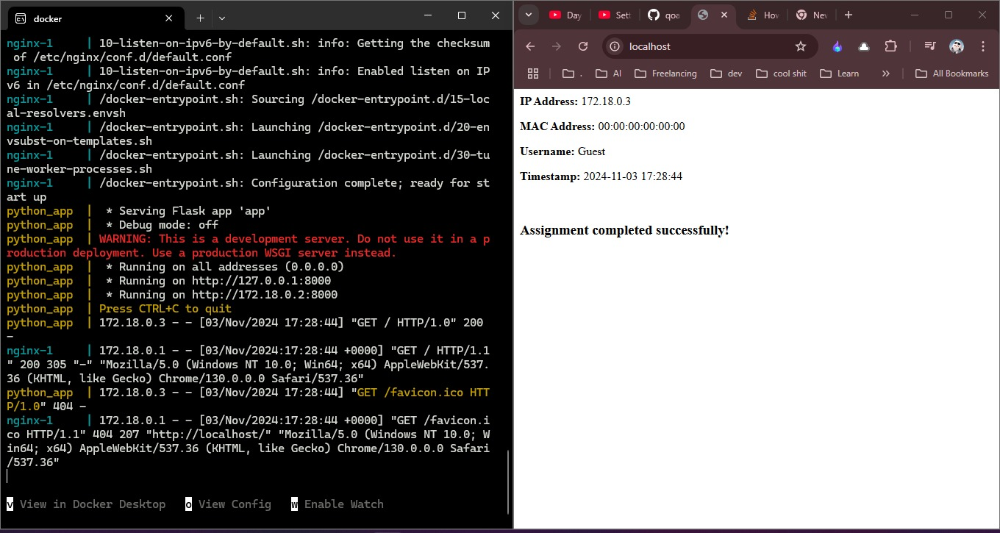 docker
nginx-1     | 10-listen-on-ipv6-by-default.sh: info: Getting the checksum
 of /etc/nginx/conf.d/default.conf
nginx-1     | 10-listen-on-ipv6-by-default.sh: info: Enabled listen on IP
v6 in /etc/nginx/conf.d/default.conf
nginx-1     | /docker-entrypoint.sh: Sourcing /docker-entrypoint.d/15-loc
al-resolvers.envsh
nginx-1     | /docker-entrypoint.sh: Launching /docker-entrypoint.d/20-en
vsubst-on-templates.sh
nginx-1     | /docker-entrypoint.sh: Launching /docker-entrypoint.d/30-tu
ne-worker-processes.sh
nginx-1     | /docker-entrypoint.sh: Configuration complete; ready for st
art up
python_app  |  * Serving Flask app 'app'
python_app  |  * Debug mode: off
python_app  | WARNING: This is a development server. Do not use it in a p
roduction deployment. Use a production WSGI server instead.
python_app  |  * Running on all addresses (0.0.0.0)
python_app  |  * Running on http://127.0.0.1:8000
python_app  |  * Running on http://172.18.0.2:8000
python_app  | Press CTRL+C to quit
python_app  | 172.18.0.3 - - [03/Nov/2024 17:28:44] "GET / HTTP/1.0" 200
-
nginx-1     | 172.18.0.1 - - [03/Nov/2024:17:28:44 +0000] "GET / HTTP/1.1
" 200 305 "-" "Mozilla/5.0 (Windows NT 10.0; Win64; x64) AppleWebKit/537.
36 (KHTML, like Gecko) Chrome/130.0.0.0 Safari/537.36"
python_app  | 172.18.0.3 - - [03/Nov/2024 17:28:44] "GET /favicon.ico HTT
P/1.0" 404 -
nginx-1     | 172.18.0.1 - - [03/Nov/2024:17:28:44 +0000] "GET /favicon.i
co HTTP/1.1" 404 207 "http://localhost/" "Mozilla/5.0 (Windows NT 10.0; W
in64; x64) AppleWebKit/537.36 (KHTML, like Gecko) Chrome/130.0.0.0 Safari
/537.36"
v View in Docker Desktop   o View Config   w Enable Watch
Day Set qoa Hov Nev
localhost
. AI Freelancing dev cool shit Learn » All Bookmarks
IP Address: 172.18.0.3
MAC Address: 00:00:00:00:00:00
Username: Guest
Timestamp: 2024-11-03 17:28:44
Assignment completed successfully!